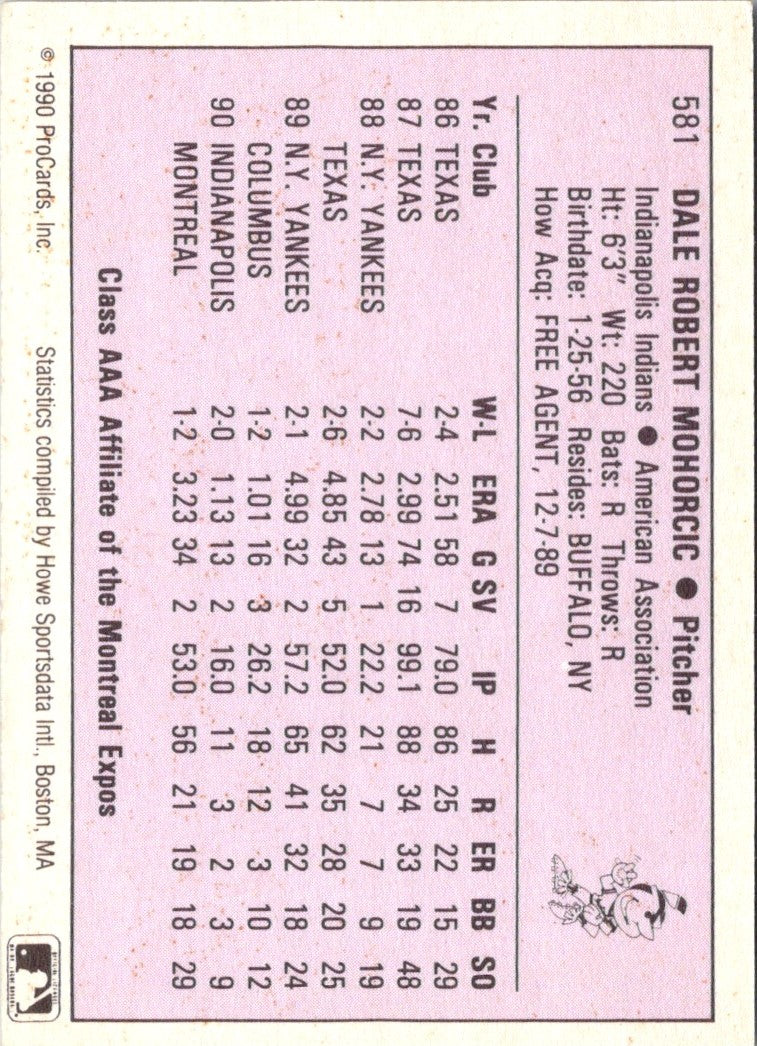 581 DALE ROBERT MOHORCIC ● Pitcher
Indianapolis Indians ● American Association
Ht: 6'3" Wt: 220 Bats: R Throws: R
Birthdate: 1-25-56 Resides: BUFFALO, NY
How Acq: FREE AGENT, 12-7-89
Yr. Club W-L ERA G SV IP H R ER BB SO
86 TEXAS 2-4 2.51 58 7 79.0 86 25 22 15 29
87 TEXAS 7-6 2.99 74 16 99.1 88 34 33 19 48
88 N.Y. YANKEES 2-2 2.78 13 1 22.2 21 7 7 9 19
TEXAS 2-6 4.85 43 5 52.0 62 35 28 20 25
89 N.Y. YANKEES 2-1 4.99 32 2 57.2 65 41 32 18 24
COLUMBUS 1-2 1.01 16 3 26.2 18 12 3 10 12
90 INDIANAPOLIS 2-0 1.13 13 2 16.0 11 3 2 3 9
MONTREAL 1-2 3.23 34 2 53.0 56 21 19 18 29
Class AAA Affiliate of the Montreal Expos
© 1990 ProCards, Inc. Statistics compiled by Howe Sportsdata Intl., Boston, MA